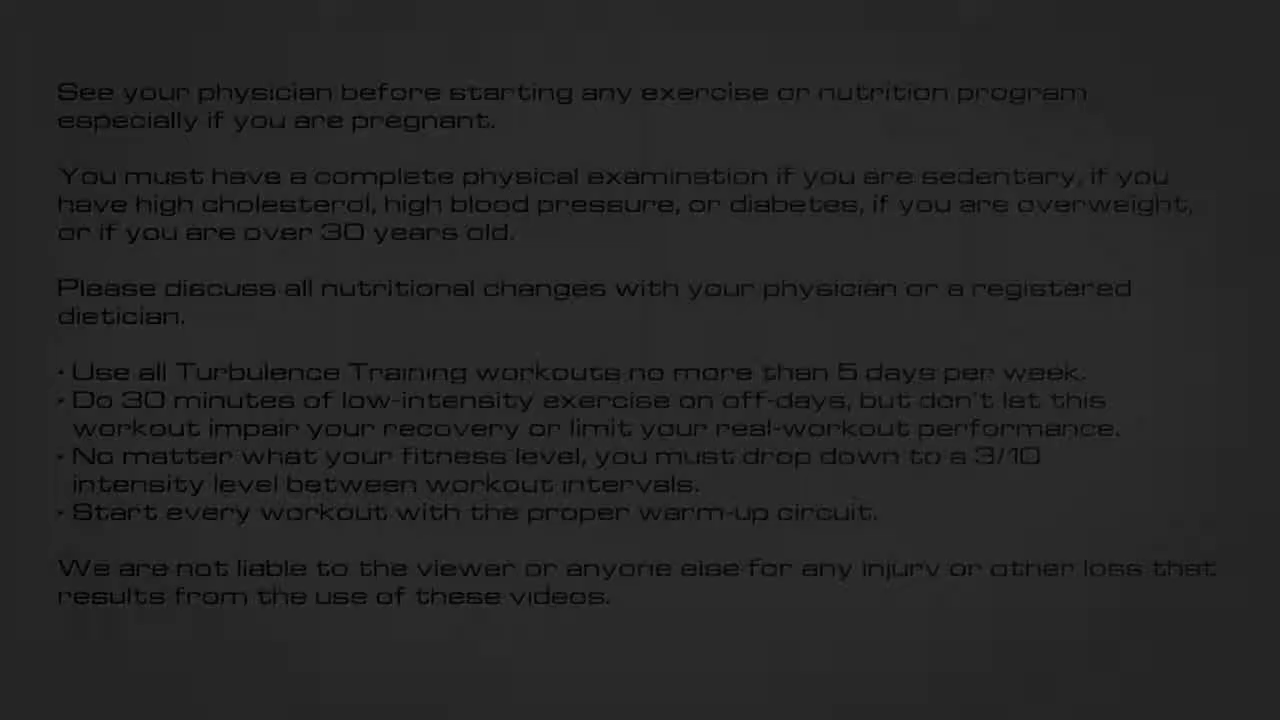 See your physician before starting any exercise or nutrition program
especially if you are pregnant.
You must have a complete physical examination if you are sedentary, if you
have high cholesterol, high blood pressure, or diabetes, if you are overweight,
or if you are over 30 years old.
Please discuss all nutritional changes with your physician or a registered
dietician.
• Use all Turbulence Training workouts no more than 5 days per week.
• Do 30 minutes of low-intensity exercise on off-days, but don't let this
workout impair your recovery or limit your real-workout performance.
• No matter what your fitness level, you must drop down to a 3/10
intensity level between workout intervals.
• Start every workout with the proper warm-up circuit.
We are not liable to the viewer or anyone else for any injury or other loss that
results from the use of these videos.